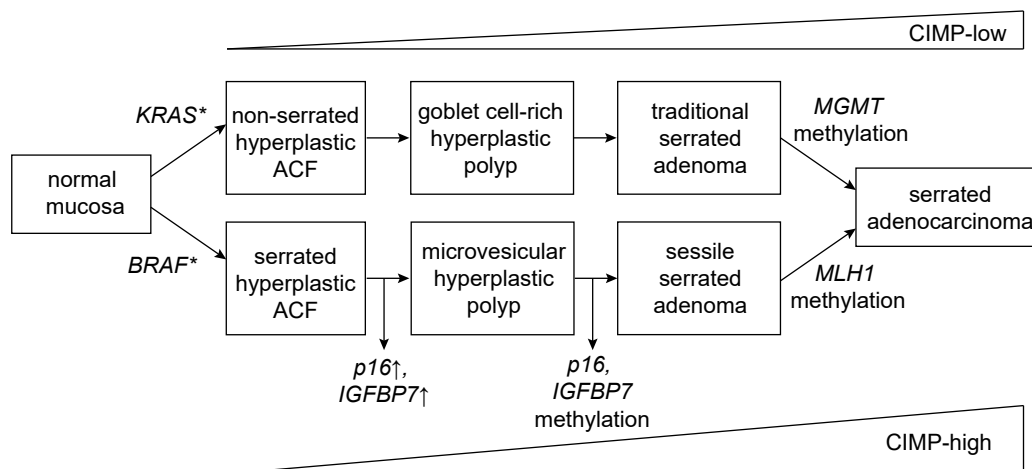 CIMP-low
KRAS*
non-serrated
hyperplastic
ACF
goblet cell-rich
hyperplastic
polyp
traditional
serrated
adenoma
MGMT
methylation
normal
mucosa
serrated
adenocarcinoma
BRAF*
serrated
hyperplastic
ACF
microvesicular
hyperplastic
polyp
sessile
serrated
adenoma
MLH1
methylation
p16↑,
IGFBP7↑
p16,
IGFBP7
methylation
CIMP-high